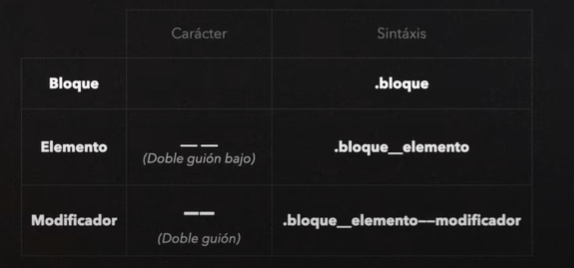 Carácter Sintáxis
Bloque .bloque
Elemento __ .bloque__elemento
(Doble guión bajo)
Modificador -- .bloque__elemento--modificador
(Doble guión)